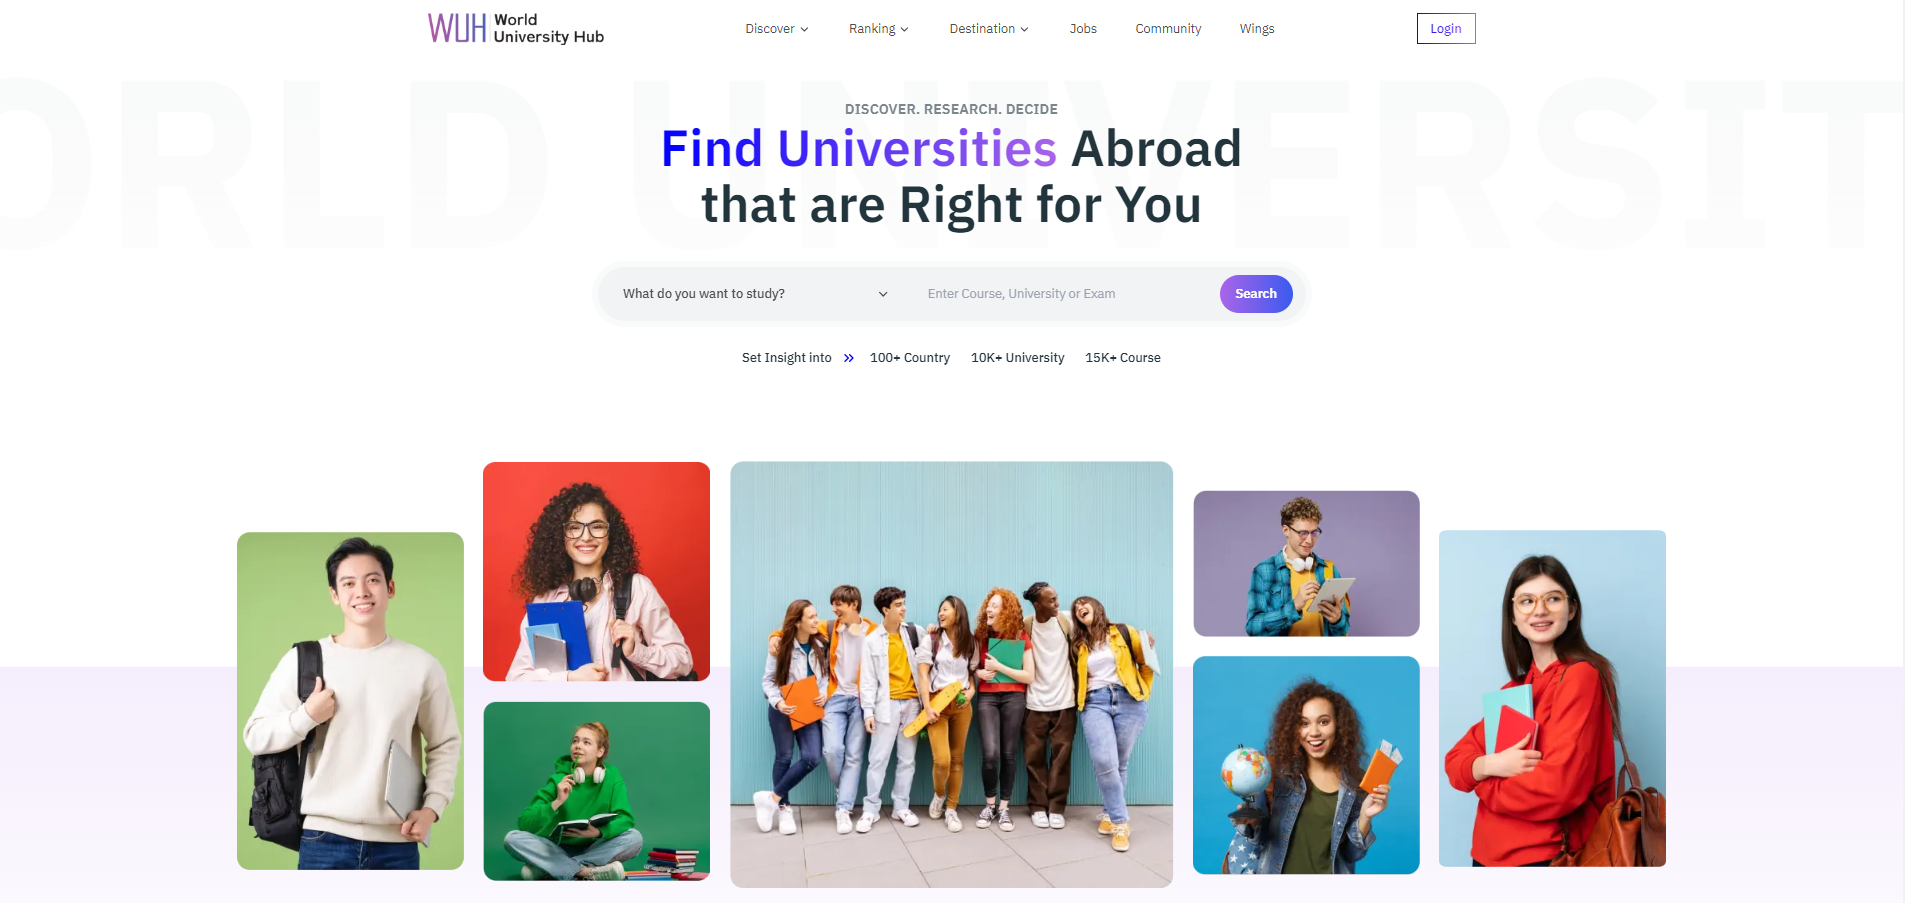 WUH World
University Hub
Discover
Ranking
Destination
Jobs
Community
Wings
Login
ORLD UNIVERSIT
DISCOVER. RESEARCH. DECIDE
Find Universities Abroad
that are Right for You
What do you want to study?
Enter Course, University or Exam
Search
Set Insight into » 100+ Country 10K+ University 15K+ Course